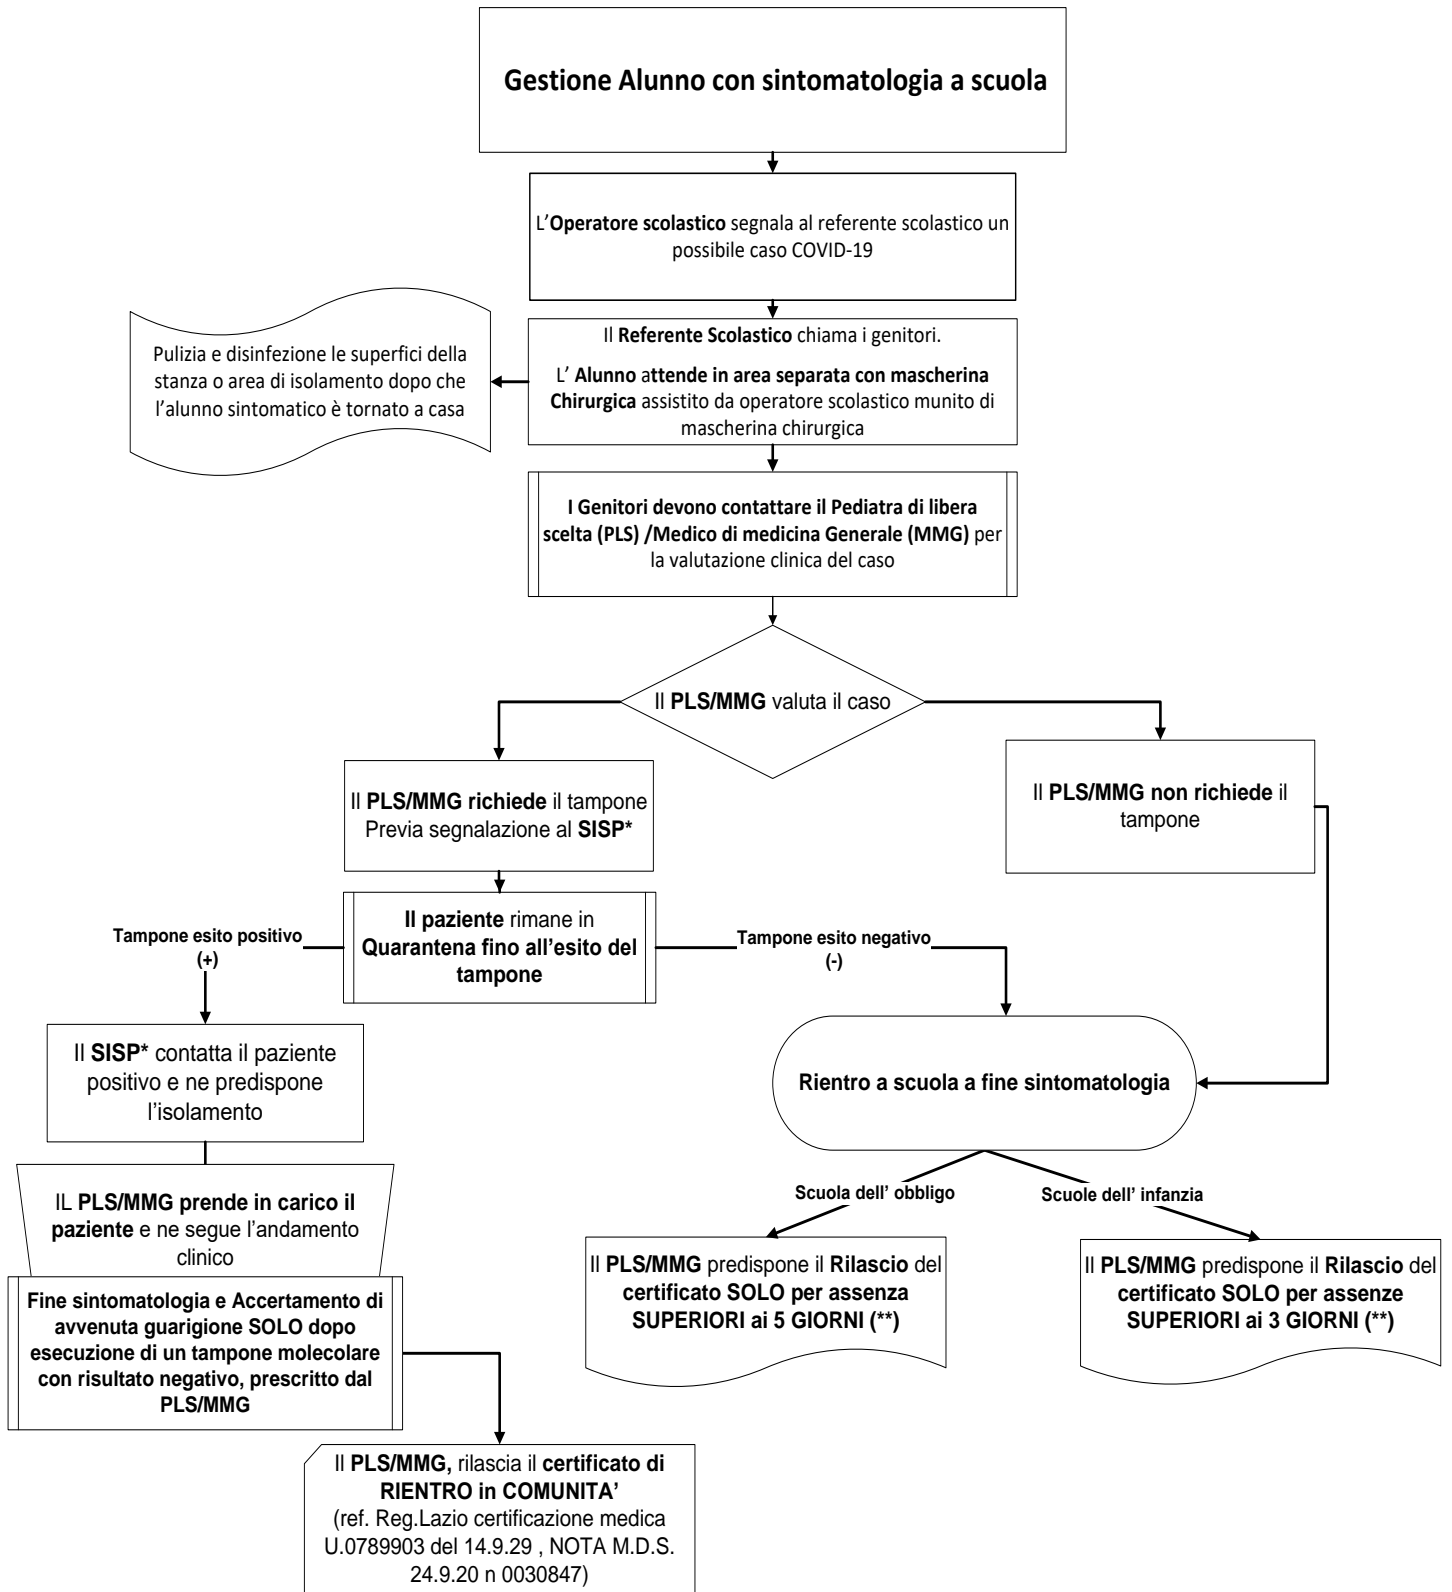 Gestione Alunno con sintomatologia a scuola
L'Operatore scolastico segnala al referente scolastico un
possibile caso COVID-19
Il Referente Scolastico chiama i genitori.
L' Alunno attende in area separata con mascherina
Chirurgica assistito da operatore scolastico munito di
mascherina chirurgica
Pulizia e disinfezione le superfici della
stanza o area di isolamento dopo che
l'alunno sintomatico è tornato a casa
I Genitori devono contattare il Pediatra di libera
scelta (PLS) /Medico di medicina Generale (MMG) per
la valutazione clinica del caso
Il PLS/MMG valuta il caso
Il PLS/MMG richiede il tampone
Previa segnalazione al SISP*
Il PLS/MMG non richiede il
tampone
Il paziente rimane in
Quarantena fino all'esito del
tampone
Tampone esito positivo
(+)
Tampone esito negativo
(-)
Il SISP* contatta il paziente
positivo e ne predispone
l'isolamento
Rientro a scuola a fine sintomatologia
IL PLS/MMG prende in carico il
paziente e ne segue l'andamento
clinico
Scuola dell' obbligo
Scuole dell' infanzia
Il PLS/MMG predispone il Rilascio del
certificato SOLO per assenza
SUPERIORI ai 5 GIORNI (**)
Il PLS/MMG predispone il Rilascio del
certificato SOLO per assenze
SUPERIORI ai 3 GIORNI (**)
Fine sintomatologia e Accertamento di
avvenuta guarigione SOLO dopo
esecuzione di un tampone molecolare
con risultato negativo, prescritto dal
PLS/MMG
Il PLS/MMG, rilascia il certificato di
RIENTRO in COMUNITA'
(ref. Reg.Lazio certificazione medica
U.0789903 del 14.9.29 , NOTA M.D.S.
24.9.20 n 0030847)